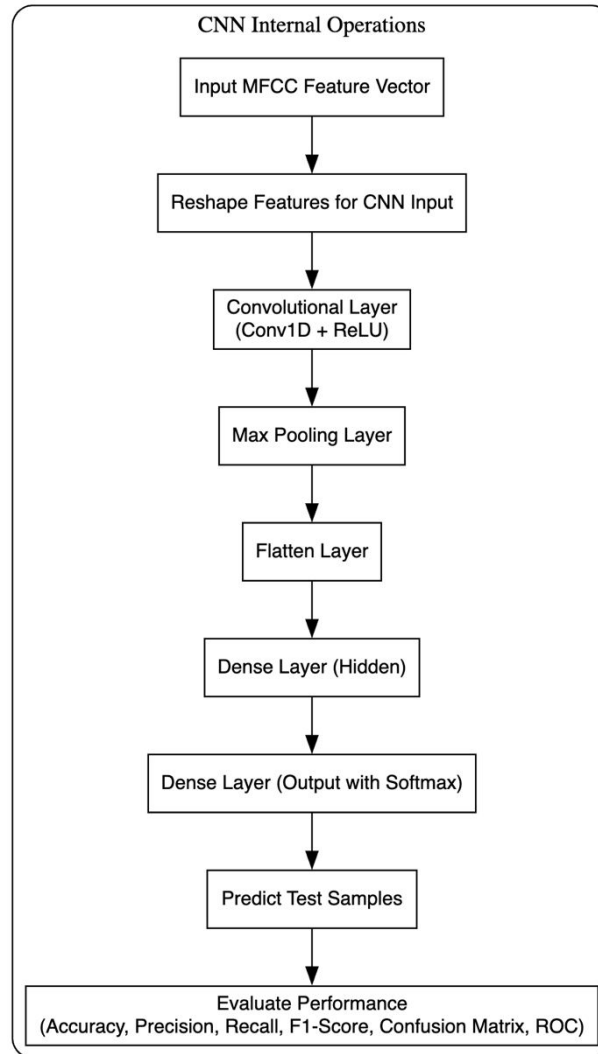 CNN Internal Operations
Input MFCC Feature Vector
Reshape Features for CNN Input
Convolutional Layer
(Conv1D + ReLU)
Max Pooling Layer
Flatten Layer
Dense Layer (Hidden)
Dense Layer (Output with Softmax)
Predict Test Samples
Evaluate Performance
(Accuracy, Precision, Recall, F1-Score, Confusion Matrix, ROC)